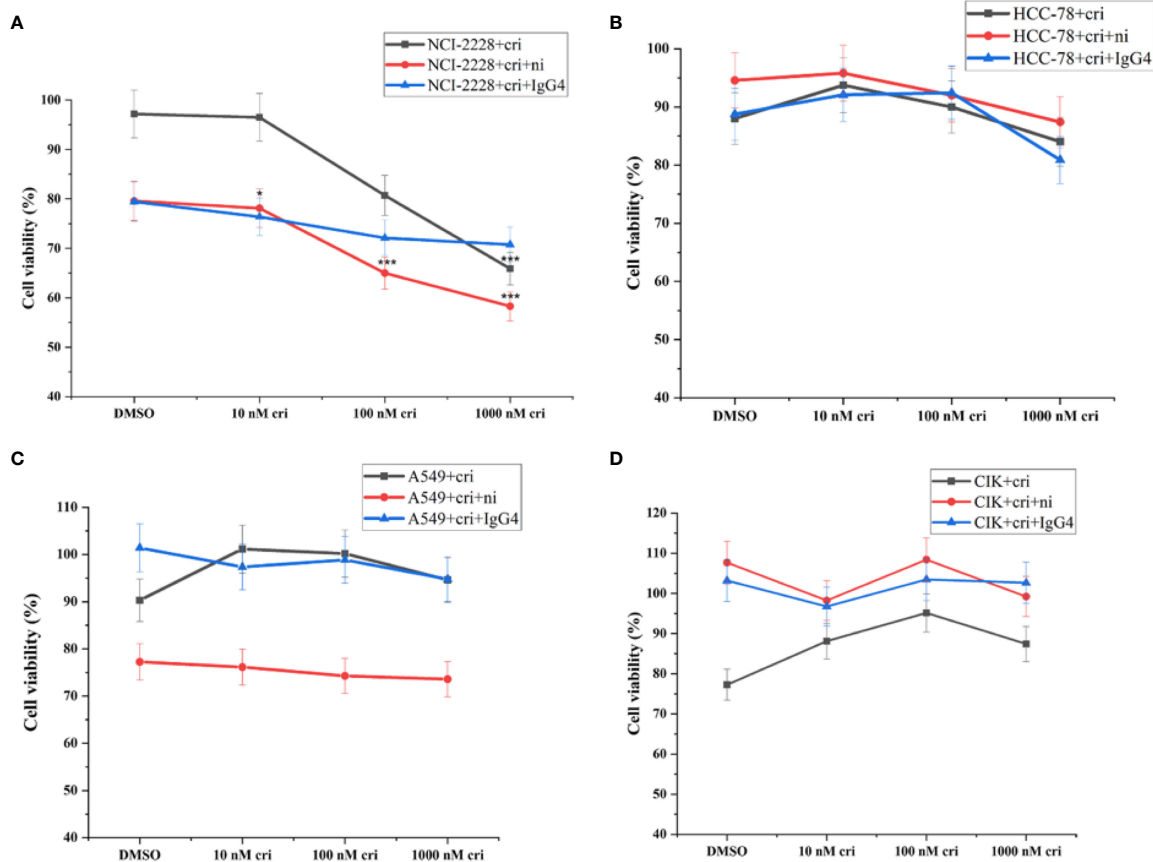 A
NCI-2228+cri
NCI-2228+cri+ni
NCI-2228+cri+IgG4
Cell viability (%)
100
90
80
70
60
50
40
*
***
***
***
DMSO
10 nM cri
100 nM cri
1000 nM cri
B
HCC-78+cri
HCC-78+cri+ni
HCC-78+cri+IgG4
Cell viability (%)
100
90
80
70
60
50
40
DMSO
10 nM cri
100 nM cri
1000 nM cri
C
A549+cri
A549+cri+ni
A549+cri+IgG4
Cell viability (%)
110
100
90
80
70
60
50
40
DMSO
10 nM cri
100 nM cri
1000 nM cri
D
CIK+cri
CIK+cri+ni
CIK+cri+IgG4
Cell viability (%)
120
110
100
90
80
70
60
50
40
DMSO
10 nM cri
100 nM cri
1000 nM cri